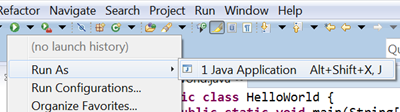 Refactor Navigate Search Project Run Window Help
(no launch history)
Run As
1 Java Application Alt+Shift+X, J
Run Configurations...
Organize Favorites...
ic class HelloWorld {
public static void main(String